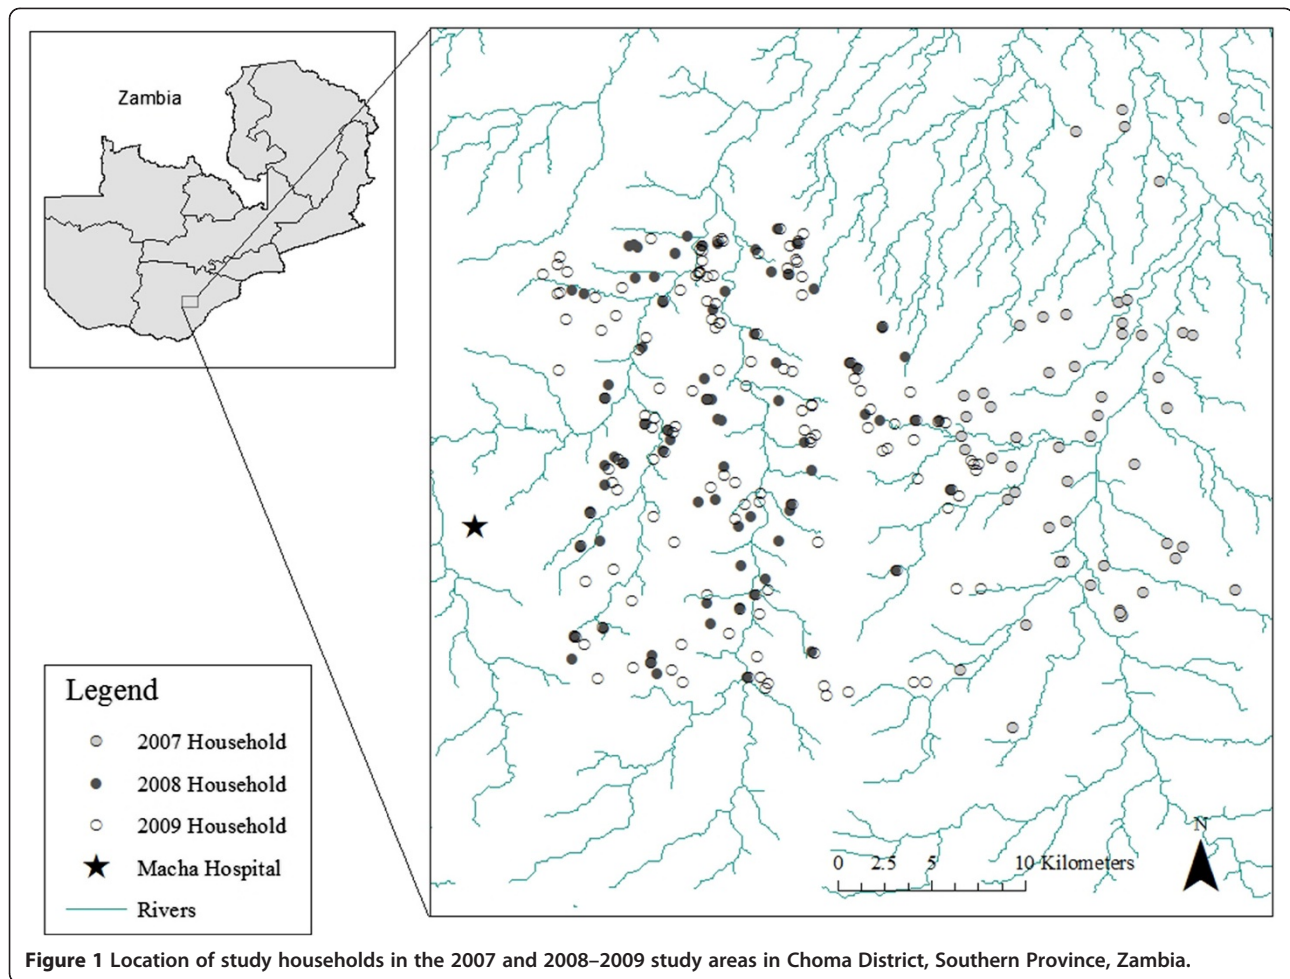 Zambia
Legend
2007 Household
2008 Household
2009 Household
Macha Hospital
Rivers
N
0 2.5 5 10 Kilometers
Figure 1 Location of study households in the 2007 and 2008–2009 study areas in Choma District, Southern Province, Zambia.